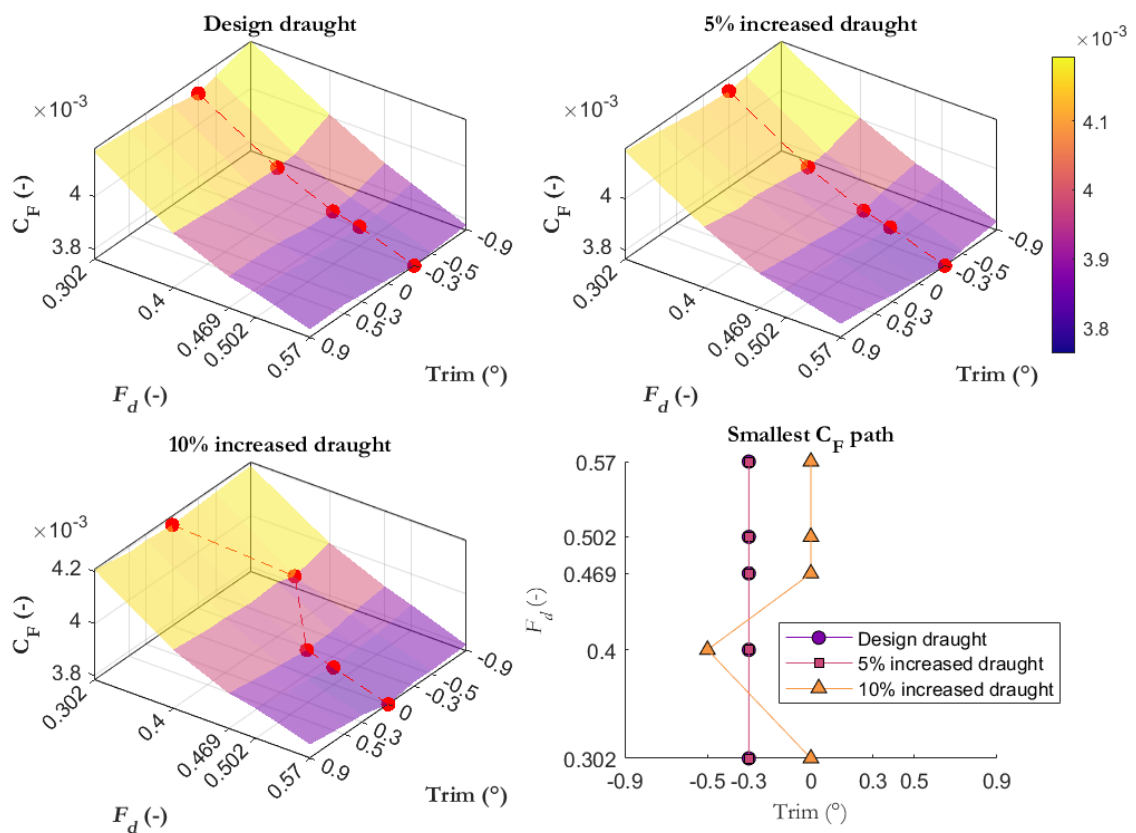 Design draught
× 10^-3
C_F (-)
4
3.8
0.302
0.4
0.469
0.502
0.57
F_d (-)
-0.9
-0.5
-0.3
0
0.3
0.5
0.9
Trim (°)
5% increased draught
× 10^-3
C_F (-)
4
3.8
0.302
0.4
0.469
0.502
0.57
F_d (-)
-0.9
-0.5
-0.3
0
0.3
0.5
0.9
Trim (°)
× 10^-3
4.1
4
3.9
3.8
10% increased draught
× 10^-3
C_F (-)
4.2
4
3.8
0.302
0.4
0.469
0.502
0.57
F_d (-)
-0.9
-0.5
-0.3
0
0.3
0.5
0.9
Trim (°)
Smallest C_F path
F_d (-)
0.57
0.502
0.469
0.4
0.302
Design draught
5% increased draught
10% increased draught
-0.9 -0.5 -0.3 0 0.3 0.5 0.9
Trim (°)